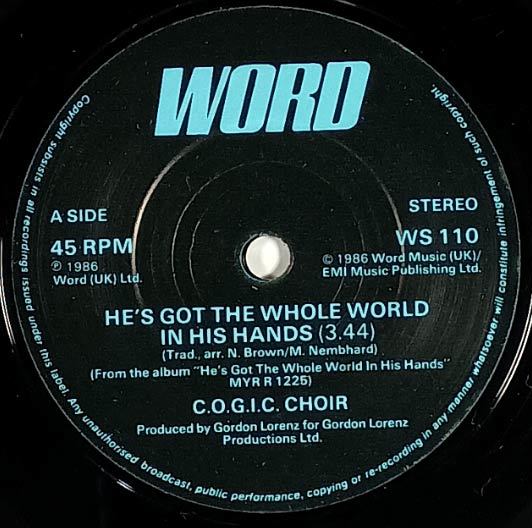 WORD
A SIDE
45 RPM
℗ 1986
Word (UK) Ltd.
STEREO
WS 110
© 1986 Word Music (UK)/
EMI Music Publishing Ltd.
HE'S GOT THE WHOLE WORLD
IN HIS HANDS (3.44)
(Trad., arr. N. Brown/M. Nembhard)
(From the album "He's Got The Whole World In His Hands"
MYR R 1225)
C.O.G.I.C. CHOIR
Produced by Gordon Lorenz for Gordon Lorenz
Productions Ltd.
Copyright subsists in all recordings issued under this label. Any unauthorised broadcast, public performance, copying or re-recording in any manner whatsoever will constitute infringement of such copyright.